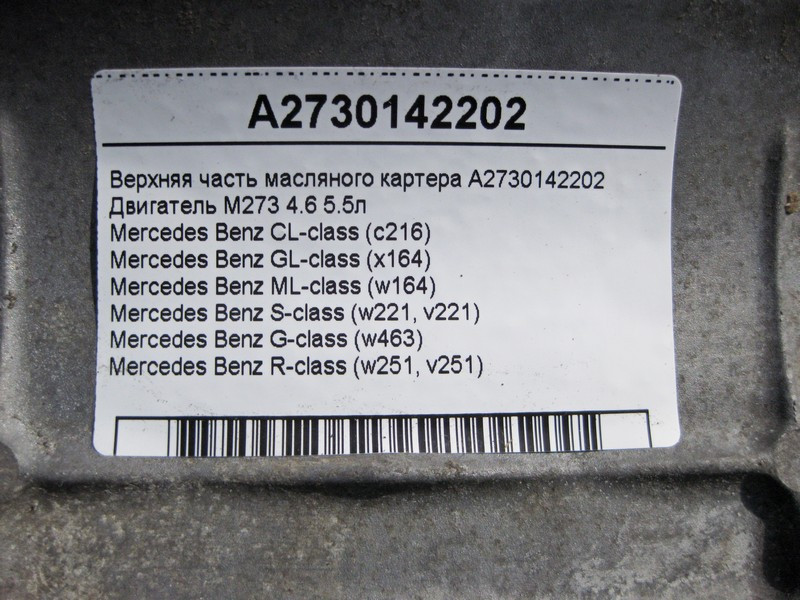 A2730142202
Верхняя часть масляного картера A2730142202
Двигатель М273 4.6 5.5л
Mercedes Benz CL-class (c216)
Mercedes Benz GL-class (x164)
Mercedes Benz ML-class (w164)
Mercedes Benz S-class (w221, v221)
Mercedes Benz G-class (w463)
Mercedes Benz R-class (w251, v251)